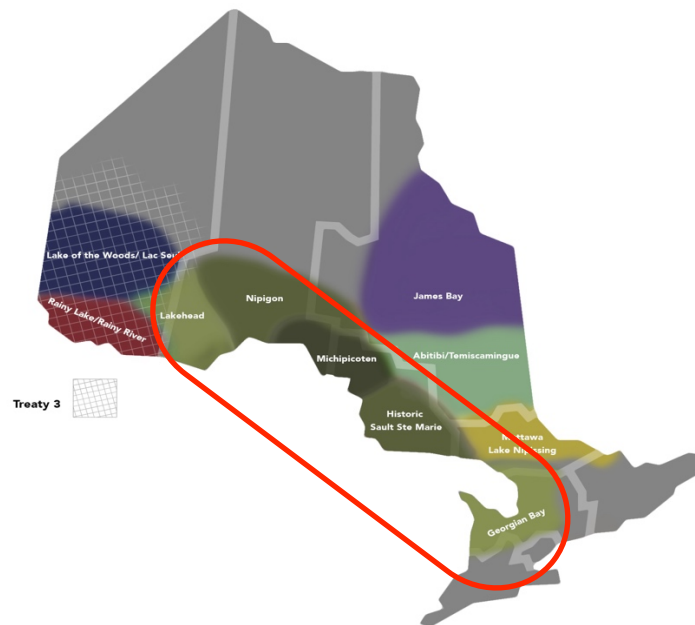 Lake of the Woods/ Lac Seul
Nipigon
James Bay
Rainy Lake/Rainy River
Lakehead
Michipicoten
Abitibi/Temiscamingue
Treaty 3
Historic
Sault Ste Marie
Mattawa
Lake Nipissing
Georgian Bay